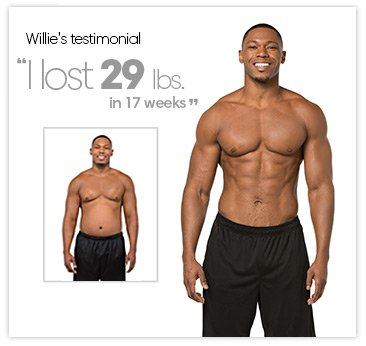 Willie's testimonial
“I lost 29 lbs.
in 17 weeks”